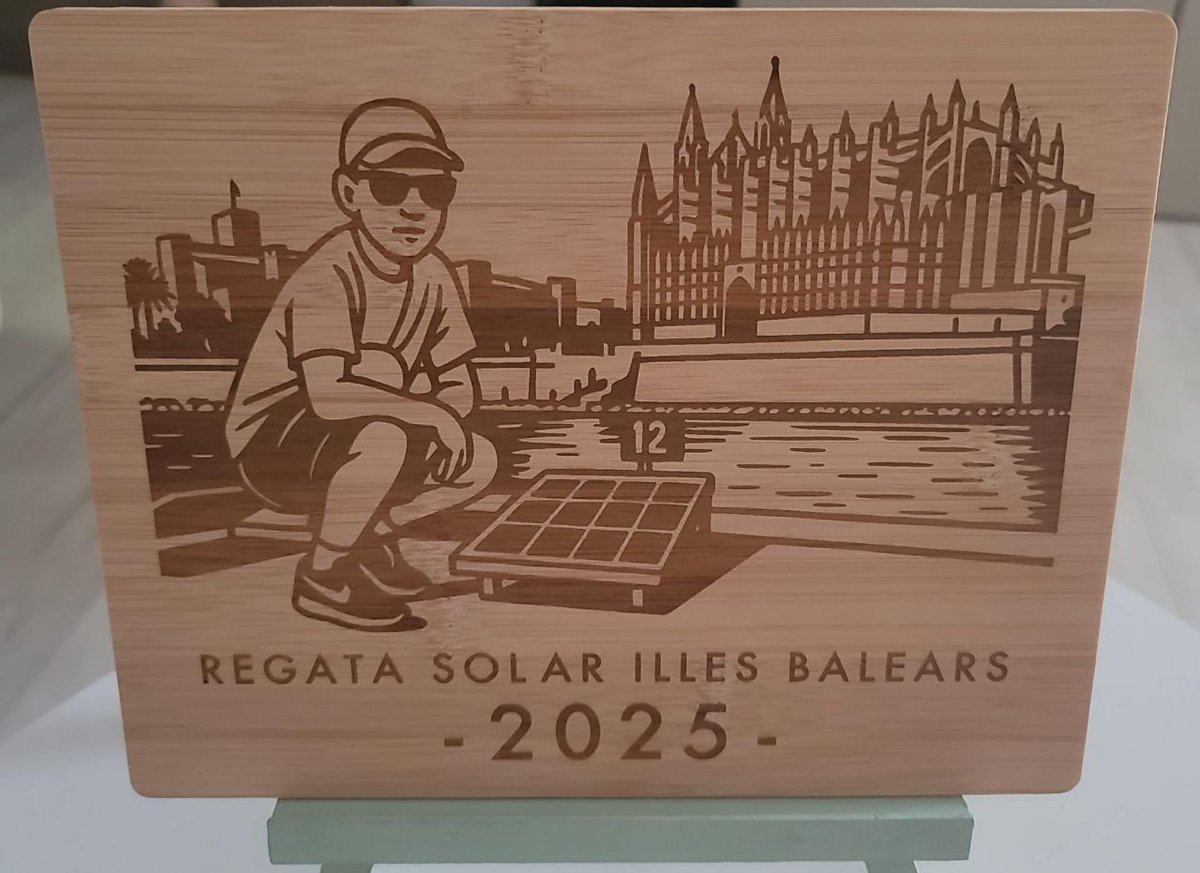 12
REGATA SOLAR ILLES BALEARS
- 2025 -